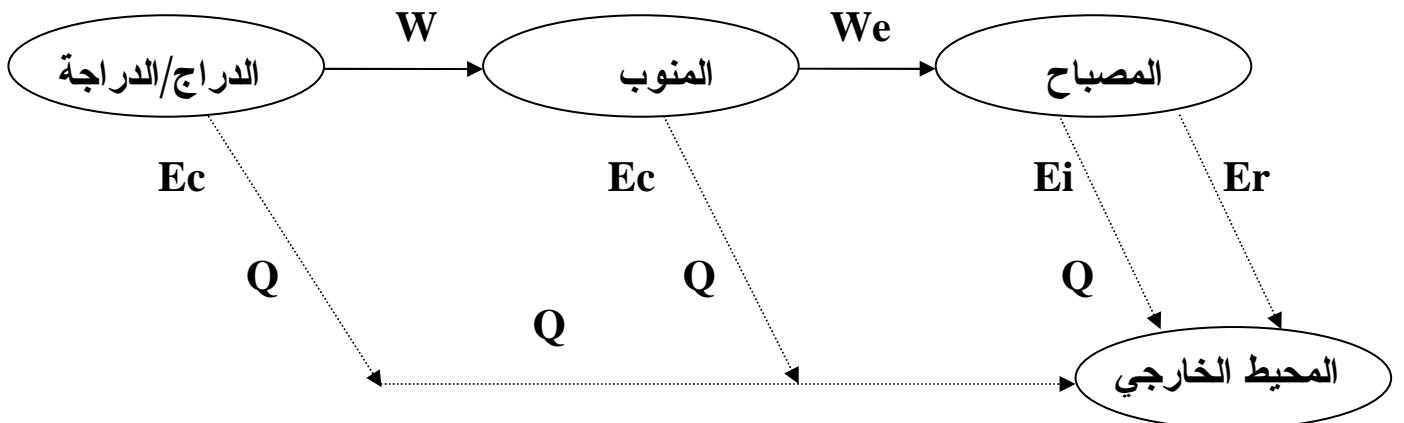 W We
الدراج/الدراجة المنوب المصباح
Ec Ec Ei Er
Q Q Q
Q
المحيط الخارجي